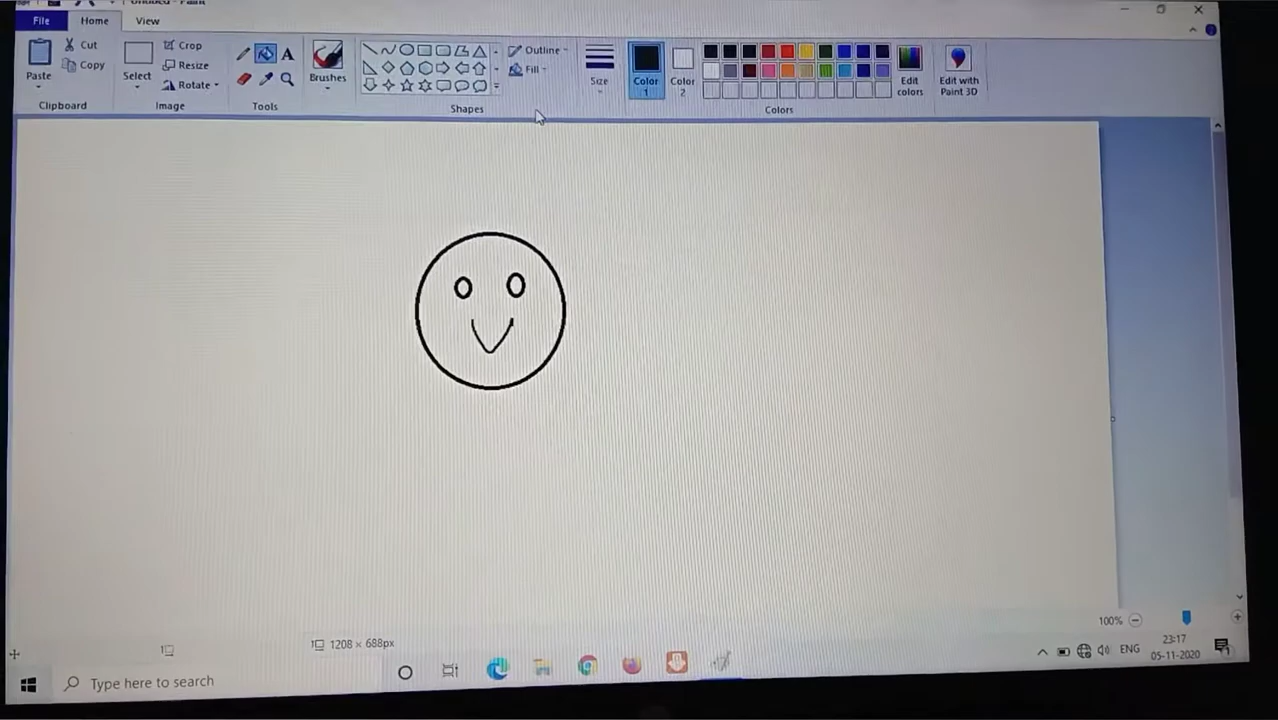 Untitled - Paint
File Home View
Cut
Copy
Paste
Clipboard
Select
Crop
Resize
Rotate
Image
A
Tools
Brushes
Outline
Fill
Shapes
Size
Color 1
Color 2
Edit colors
Colors
Edit with Paint 3D
1208 × 688px
100%
Type here to search
ENG
23:17
05-11-2020